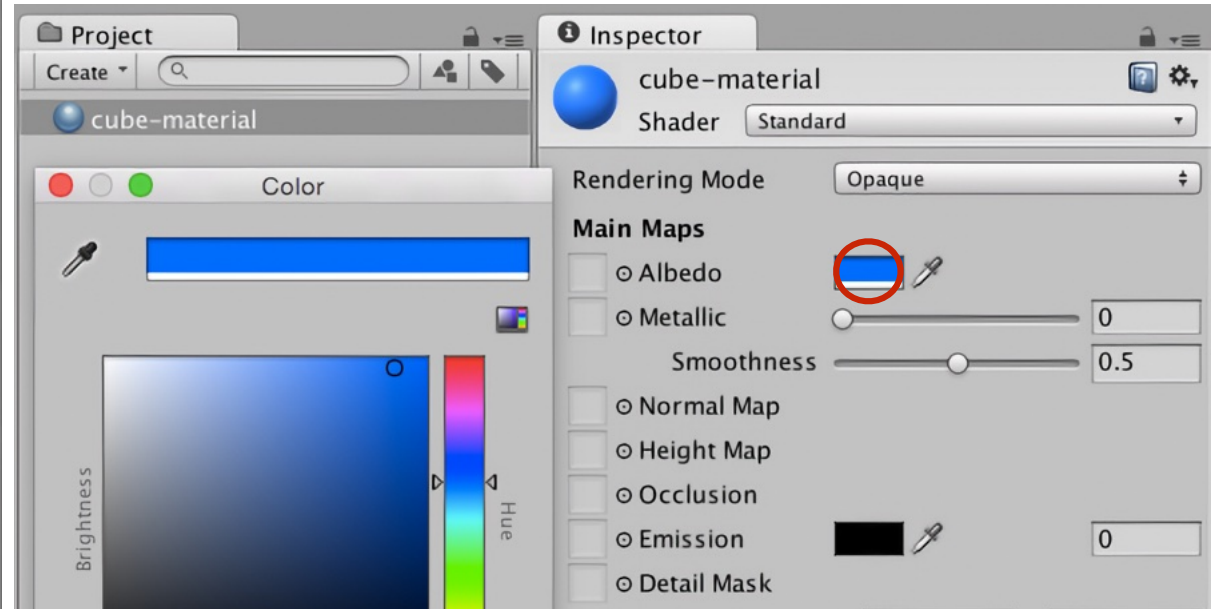 Project
Create
cube-material
Color
Brightness
Hue
Inspector
cube-material
Shader Standard
Rendering Mode Opaque
Main Maps
Albedo
Metallic 0
Smoothness 0.5
Normal Map
Height Map
Occlusion
Emission 0
Detail Mask